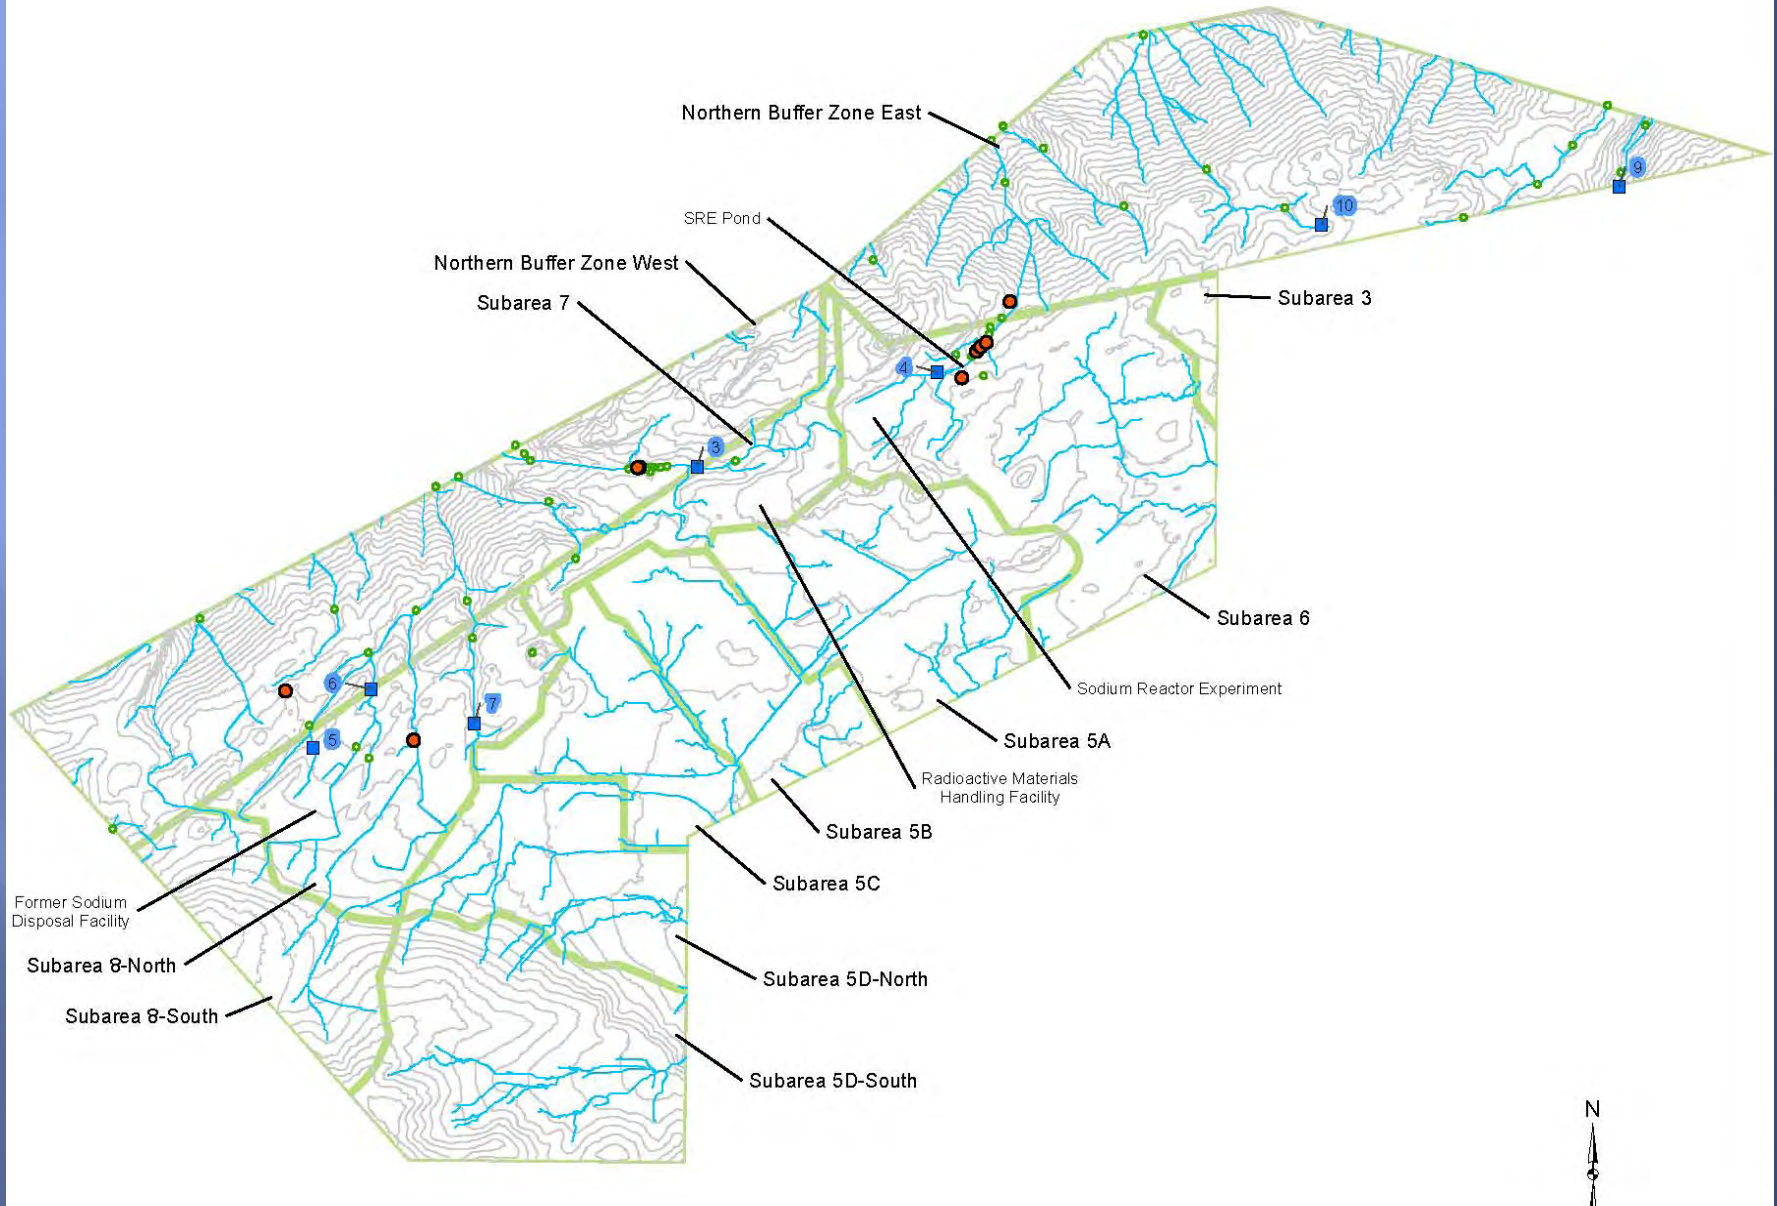 Northern Buffer Zone East
9
10
SRE Pond
Northern Buffer Zone West
Subarea 7
Subarea 3
4
3
Subarea 6
6
Sodium Reactor Experiment
7
5
Subarea 5A
Radioactive Materials
Handling Facility
Subarea 5B
Subarea 5C
Former Sodium
Disposal Facility
Subarea 8-North
Subarea 5D-North
Subarea 8-South
Subarea 5D-South
N